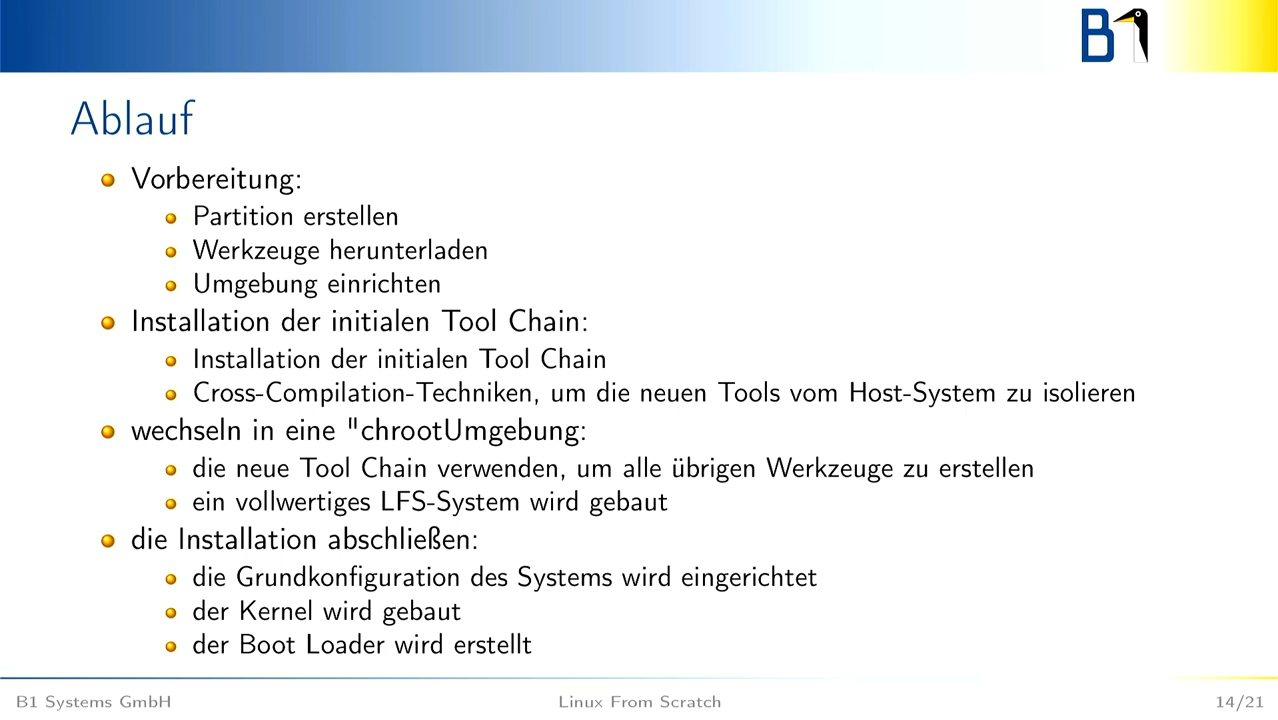 B1
Ablauf
Vorbereitung:
Partition erstellen
Werkzeuge herunterladen
Umgebung einrichten
Installation der initialen Tool Chain:
Installation der initialen Tool Chain
Cross-Compilation-Techniken, um die neuen Tools vom Host-System zu isolieren
wechseln in eine "chrootUmgebung:
die neue Tool Chain verwenden, um alle übrigen Werkzeuge zu erstellen
ein vollwertiges LFS-System wird gebaut
die Installation abschließen:
die Grundkonfiguration des Systems wird eingerichtet
der Kernel wird gebaut
der Boot Loader wird erstellt
B1 Systems GmbH
Linux From Scratch
14/21